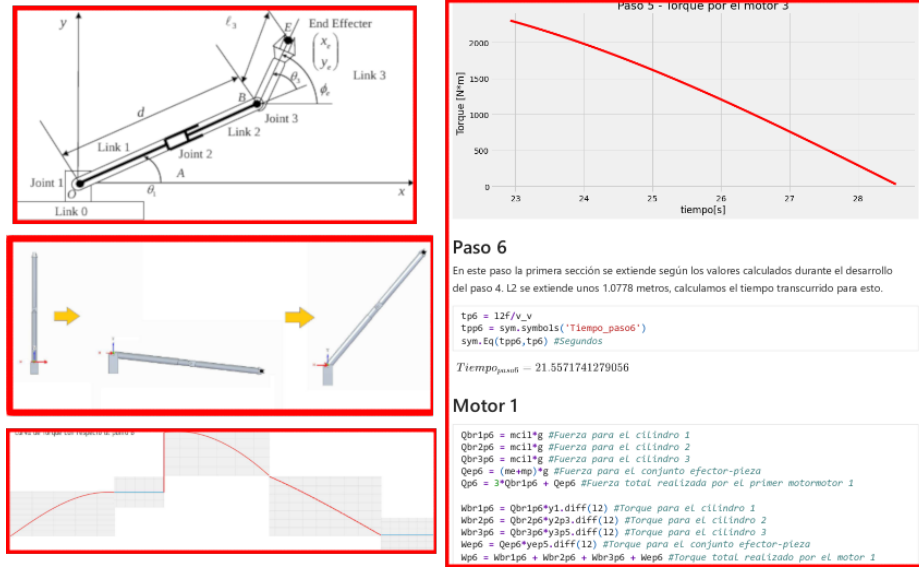 y
ℓ₃
E
End Effecter
(xₑ
yₑ)
Link 3
θ₃
ϕₑ
B
d
Joint 3
Link 2
Link 1
Joint 2
Joint 1
A
θ₁
O
x
Link 0
Paso 5 - Torque por el motor 3
Torque [N*m]
2000
1500
1000
500
0
23 24 25 26 27 28
tiempo[s]
Paso 6
En este paso la primera sección se extiende según los valores calculados durante el desarrollo
del paso 4. L2 se extiende unos 1.0778 metros, calculamos el tiempo transcurrido para esto.
tp6 = l2f/v_v
tpp6 = sym.symbols('Tiempo_paso6')
sym.Eq(tpp6,tp6) #Segundos
Tiempo_paso6 = 21.5571741279056
Motor 1
Qbr1p6 = mcil*g #Fuerza para el cilindro 1
Qbr2p6 = mcil*g #Fuerza para el cilindro 2
Qbr3p6 = mcil*g #Fuerza para el cilindro 3
Qep6 = (me+mp)*g #Fuerza para el conjunto efector-pieza
Qp6 = 3*Qbr1p6 + Qep6 #Fuerza total realizada por el primer motormotor 1
Wbr1p6 = Qbr1p6*y1.diff(l2) #Torque para el cilindro 1
Wbr2p6 = Qbr2p6*y2p3.diff(l2) #Torque para el cilindro 2
Wbr3p6 = Qbr3p6*y3p5.diff(l2) #Torque para el cilindro 3
Wep6 = Qep6*yep5.diff(l2) #Torque para el conjunto efector-pieza
Wp6 = Wbr1p6 + Wbr2p6 + Wbr3p6 + Wep6 #Torque total realizado por el motor 1